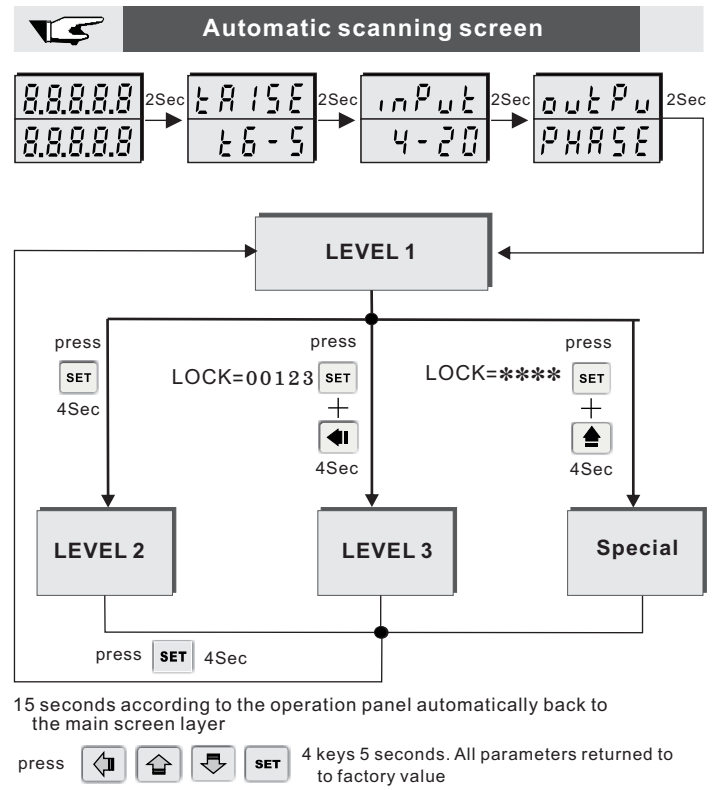 Automatic scanning screen
8.8.8.8.8 2Sec tAISE 2Sec inPut 2Sec outPu 2Sec
8.8.8.8.8 t6-S 4-20 PHASE
LEVEL 1
press press press
SET LOCK=00123 SET LOCK=**** SET
4Sec + +
4Sec 4Sec
LEVEL 2 LEVEL 3 Special
press SET 4Sec
15 seconds according to the operation panel automatically back to
the main screen layer
press SET 4 keys 5 seconds. All parameters returned to
to factory value